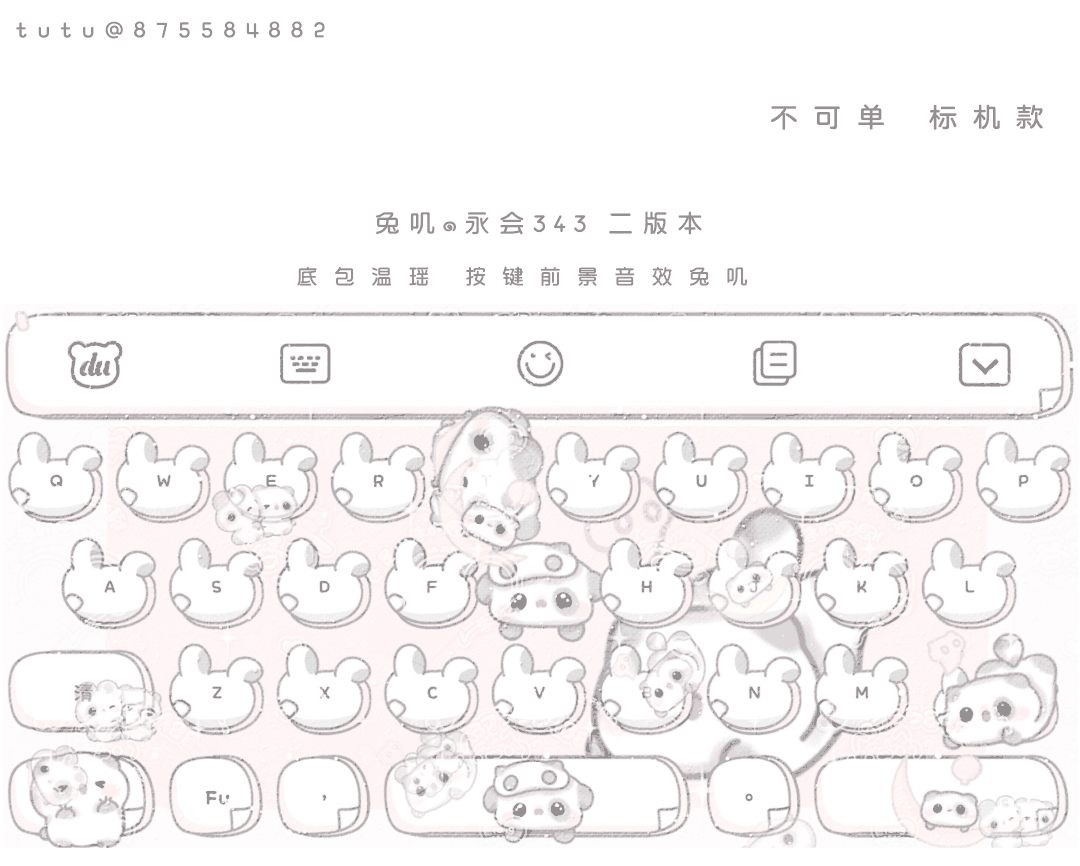 tutu@875584882
不可单 标机款
兔叽๑永会343 二版本
底包温瑶 按键前景音效兔叽
du
Q W E R Y U I O P
A S D F H J K L
清 Z X C V B N M
Fu , 。